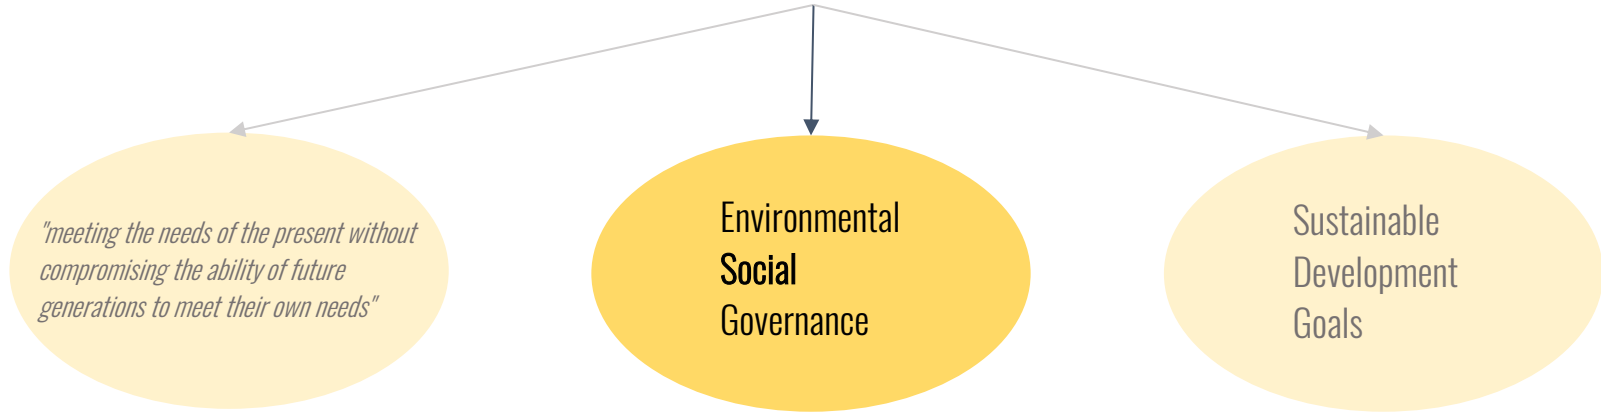 "meeting the needs of the present without
compromising the ability of future
generations to meet their own needs"
Environmental
Social
Governance
Sustainable
Development
Goals